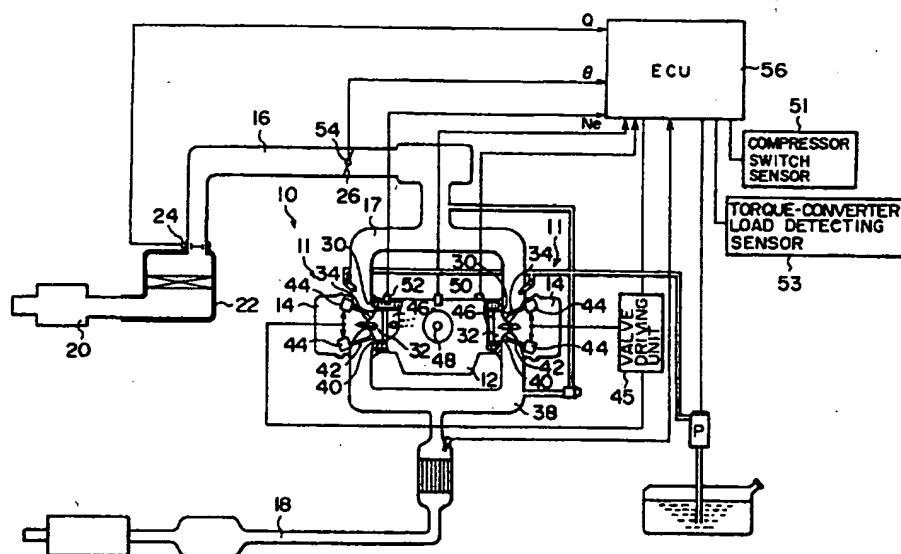 Q
ECU
56
θ
51
16
54
Ne
COMPRESSOR
SWITCH
SENSOR
10
26
24
17
TORQUE-CONVERTER
LOAD DETECTING
SENSOR
30
30
11
11
34
34
53
52
50
44
14
22
46
46
14
44
20
44
32
48
32
44
VALVE
DRIVING
UNIT
42
42
12
40
40
45
38
P
18